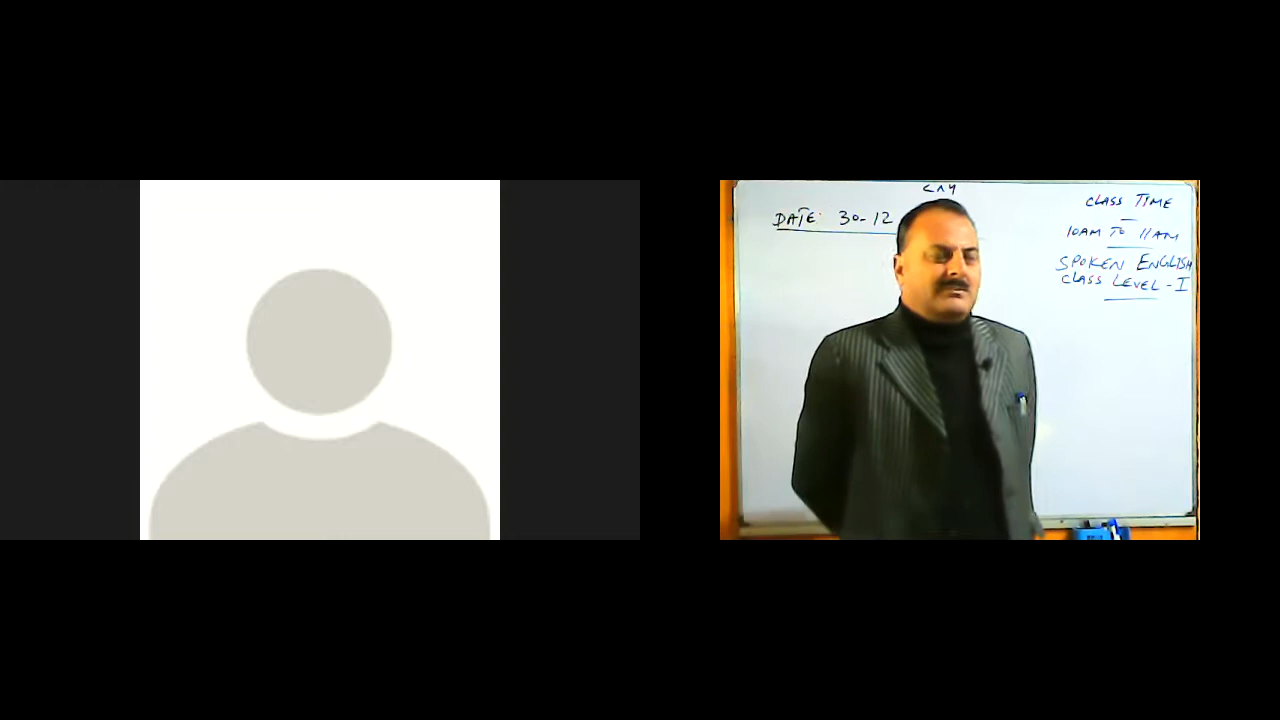 DATE: 30-12
CLASS TIME
10AM TO 11AM
SPOKEN ENGLISH
CLASS LEVEL - I